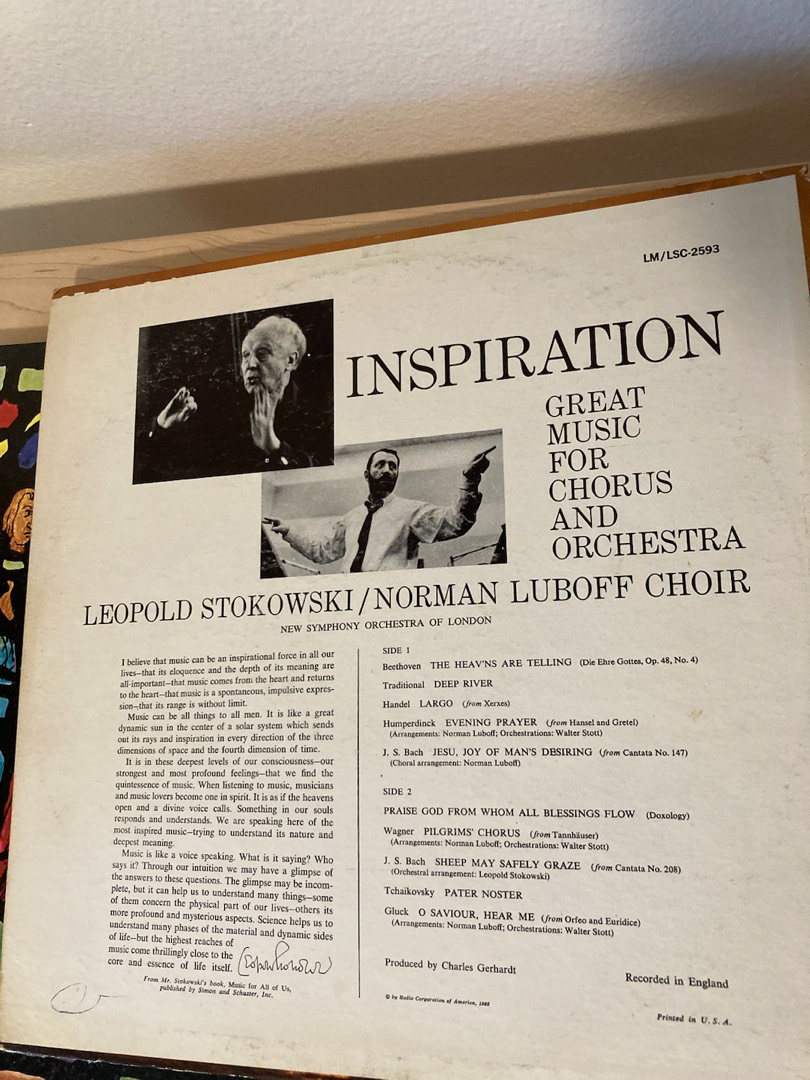 LM/LSC-2593
INSPIRATION
GREAT
MUSIC
FOR
CHORUS
AND
ORCHESTRA
LEOPOLD STOKOWSKI/NORMAN LUBOFF CHOIR
NEW SYMPHONY ORCHESTRA OF LONDON
I believe that music can be an inspirational force in all our
lives—that its eloquence and the depth of its meaning are
all-important—that music comes from the heart and returns
to the heart—that music is a spontaneous, impulsive expres-
sion—that its range is without limit.
Music can be all things to all men. It is like a great
dynamic sun in the center of a solar system which sends
out its rays and inspiration in every direction of the three
dimensions of space and the fourth dimension of time.
It is in these deepest levels of our consciousness—our
strongest and most profound feelings—that we find the
quintessence of music. When listening to music, musicians
and music lovers become one in spirit. It is as if the heavens
open and a divine voice calls. Something in our souls
responds and understands. We are speaking here of the
most inspired music—trying to understand its nature and
deepest meaning.
Music is like a voice speaking. What is it saying? Who
says it? Through our intuition we may have a glimpse of
the answers to these questions. The glimpse may be incom-
plete, but it can help us to understand many things—some
of them concern the physical part of our lives—others its
more profound and mysterious aspects. Science helps us to
understand many phases of the material and dynamic sides
of life—but the highest reaches of
music come thrillingly close to the
core and essence of life itself.
From Mr. Stokowski's book, Music for All of Us,
published by Simon and Schuster, Inc.
SIDE 1
Beethoven THE HEAV'NS ARE TELLING (Die Ehre Gottes, Op. 48, No. 4)
Traditional DEEP RIVER
Handel LARGO (from Xerxes)
Humperdinck EVENING PRAYER (from Hansel and Gretel)
(Arrangements: Norman Luboff; Orchestrations: Walter Stott)
J. S. Bach JESU, JOY OF MAN'S DESIRING (from Cantata No. 147)
(Choral arrangement: Norman Luboff)
SIDE 2
PRAISE GOD FROM WHOM ALL BLESSINGS FLOW (Doxology)
Wagner PILGRIMS' CHORUS (from Tannhäuser)
(Arrangements: Norman Luboff; Orchestrations: Walter Stott)
J. S. Bach SHEEP MAY SAFELY GRAZE (from Cantata No. 208)
(Orchestral arrangement: Leopold Stokowski)
Tchaikovsky PATER NOSTER
Gluck O SAVIOUR, HEAR ME (from Orfeo and Euridice)
(Arrangements: Norman Luboff; Orchestrations: Walter Stott)
Produced by Charles Gerhardt
Recorded in England
© by Radio Corporation of America,
Printed in U. S. A.